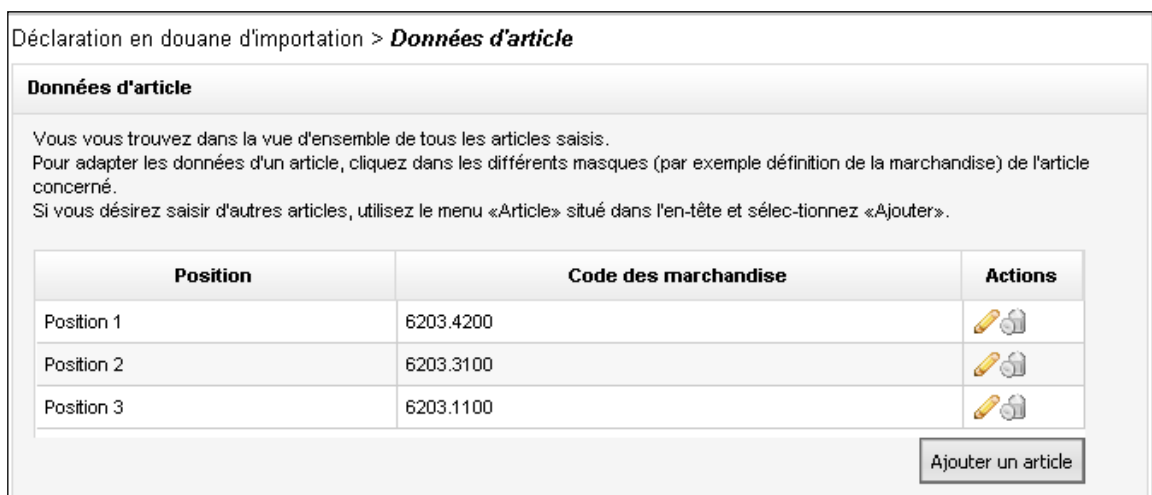 Déclaration en douane d'importation > Données d'article
Données d'article
Vous vous trouvez dans la vue d'ensemble de tous les articles saisis.
Pour adapter les données d'un article, cliquez dans les différents masques (par exemple définition de la marchandise) de l'article
concerné.
Si vous désirez saisir d'autres articles, utilisez le menu «Article» situé dans l'en-tête et sélec-tionnez «Ajouter».
Position Code des marchandise Actions
Position 1 6203.4200
Position 2 6203.3100
Position 3 6203.1100
Ajouter un article